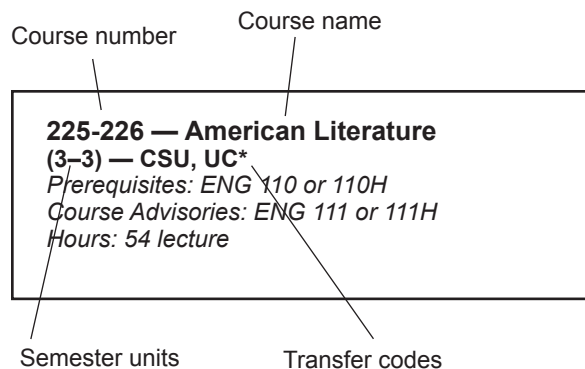 Course number
Course name
225-226 — American Literature
(3–3) — CSU, UC*
Prerequisites: ENG 110 or 110H
Course Advisories: ENG 111 or 111H
Hours: 54 lecture
Semester units
Transfer codes